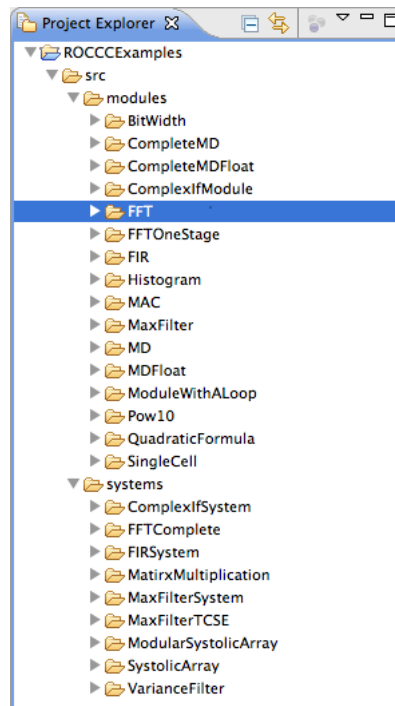 Project Explorer
ROCCCExamples
src
modules
BitWidth
CompleteMD
CompleteMDFloat
ComplexIfModule
FFT
FFTOneStage
FIR
Histogram
MAC
MaxFilter
MD
MDFloat
ModuleWithALoop
Pow10
QuadraticFormula
SingleCell
systems
ComplexIfSystem
FFTComplete
FIRSystem
MatirxMultiplication
MaxFilterSystem
MaxFilterTCSE
ModularSystolicArray
SystolicArray
VarianceFilter